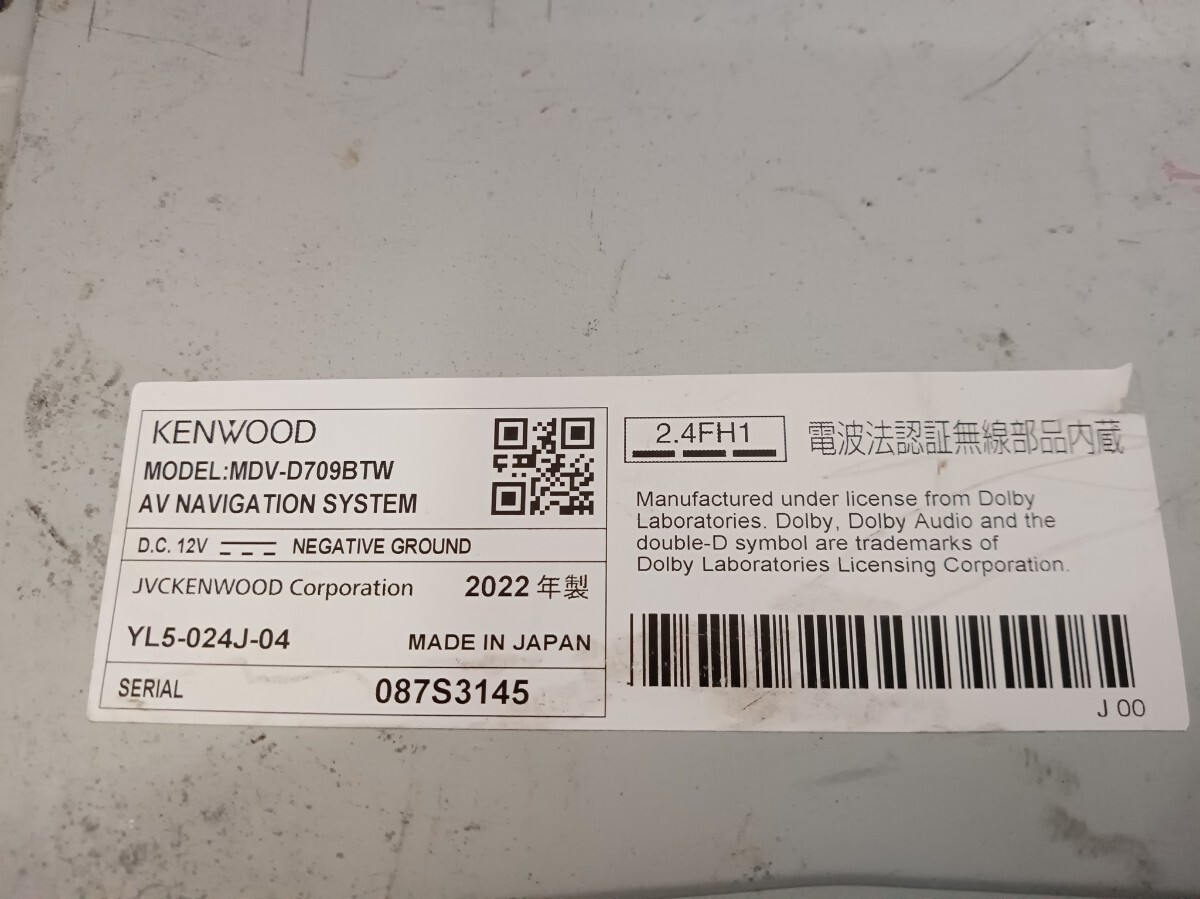 KENWOOD
MODEL:MDV-D709BTW
AV NAVIGATION SYSTEM
D.C. 12V NEGATIVE GROUND
JVCKENWOOD Corporation 2022 年製
YL5-024J-04 MADE IN JAPAN
SERIAL 087S3145
2.4FH1 電波法認証無線部品内蔵
Manufactured under license from Dolby
Laboratories. Dolby, Dolby Audio and the
double-D symbol are trademarks of
Dolby Laboratories Licensing Corporation.
J 00